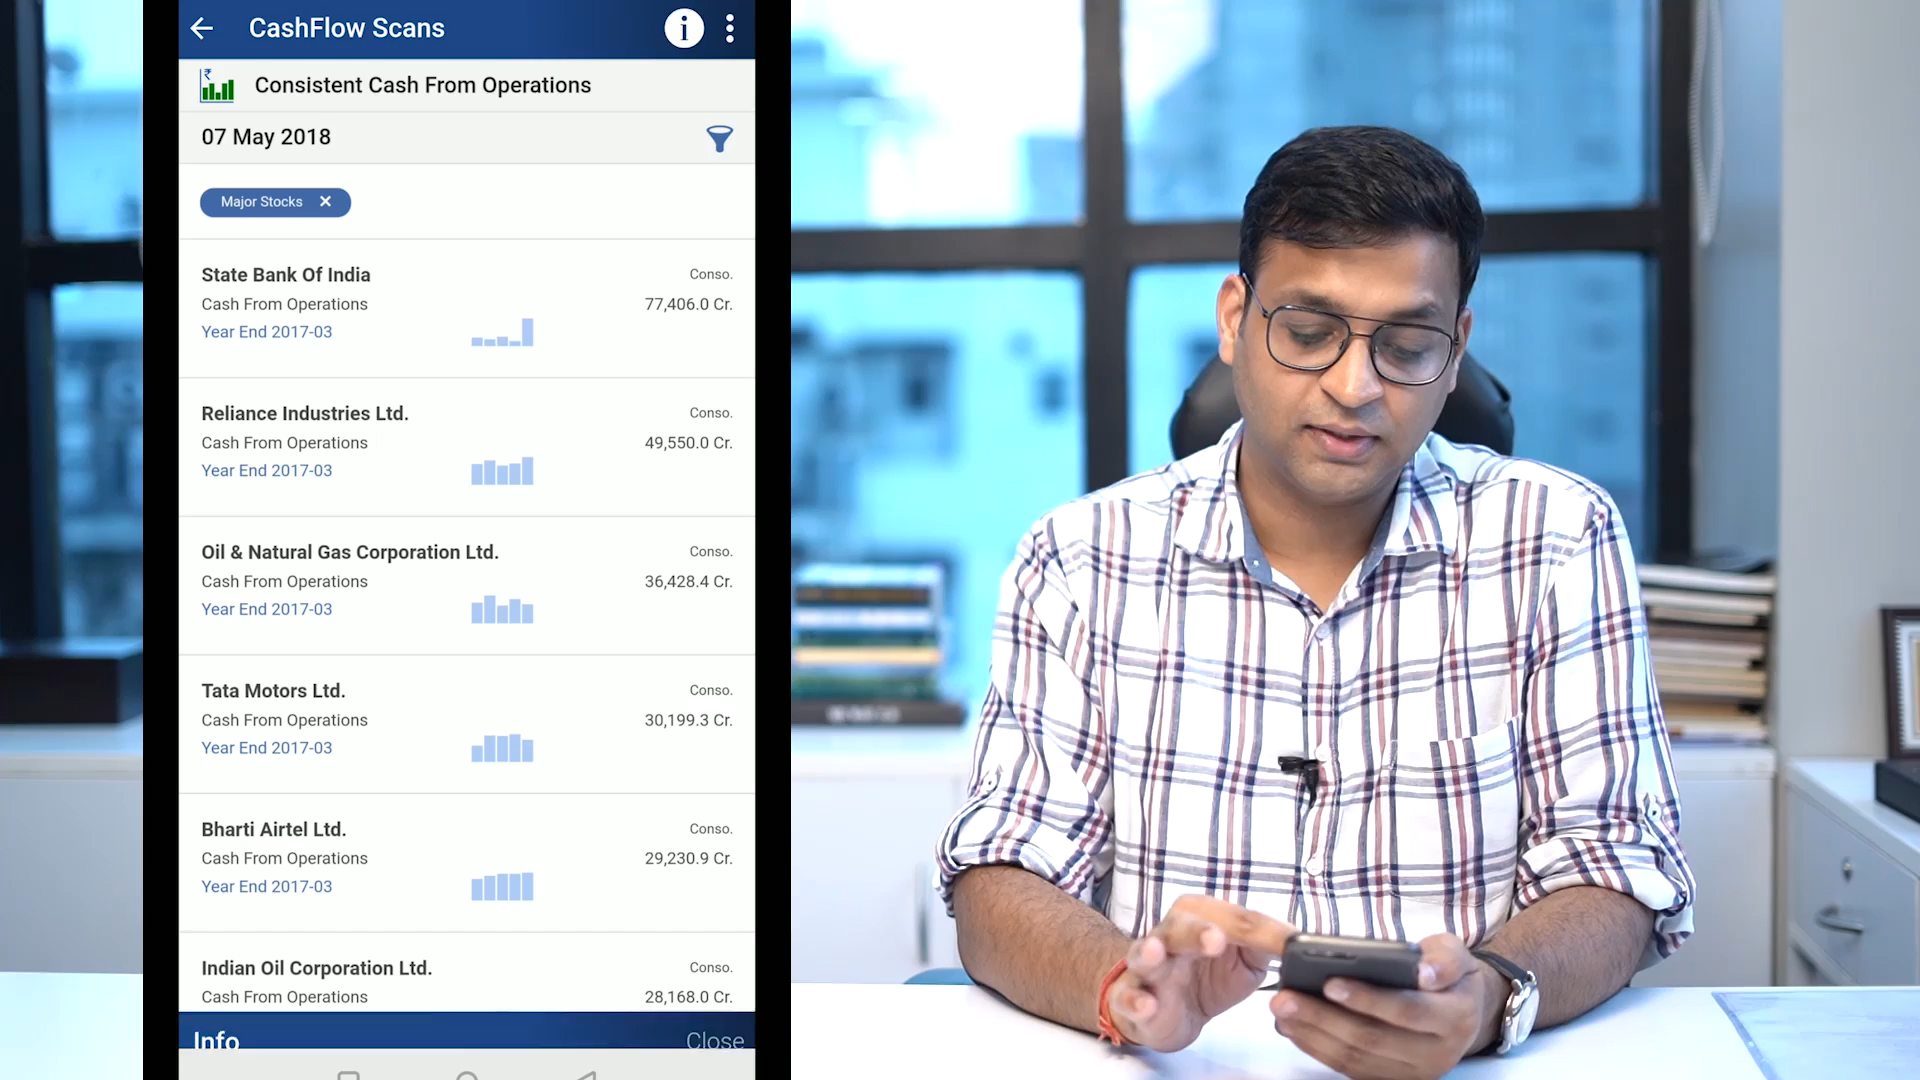 CashFlow Scans
Consistent Cash From Operations
07 May 2018
Major Stocks
State Bank Of India
Conso.
Cash From Operations
77,406.0 Cr.
Year End 2017-03
Reliance Industries Ltd.
Conso.
Cash From Operations
49,550.0 Cr.
Year End 2017-03
Oil & Natural Gas Corporation Ltd.
Conso.
Cash From Operations
36,428.4 Cr.
Year End 2017-03
Tata Motors Ltd.
Conso.
Cash From Operations
30,199.3 Cr.
Year End 2017-03
Bharti Airtel Ltd.
Conso.
Cash From Operations
29,230.9 Cr.
Year End 2017-03
Indian Oil Corporation Ltd.
Conso.
Cash From Operations
28,168.0 Cr.
Info
Close